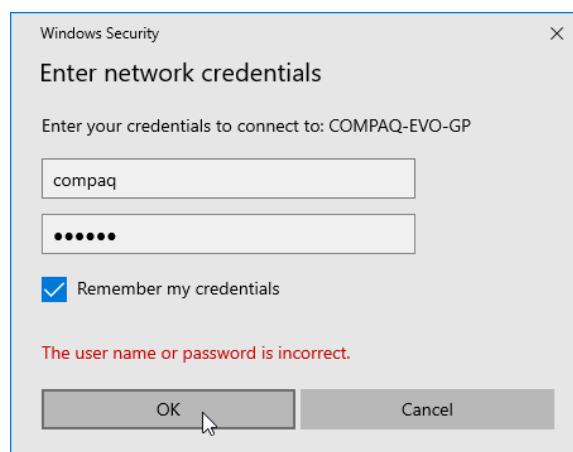 Windows Security
Enter network credentials
Enter your credentials to connect to: COMPAQ-EVO-GP
compaq
●●●●●●
Remember my credentials
The user name or password is incorrect.
OK
Cancel